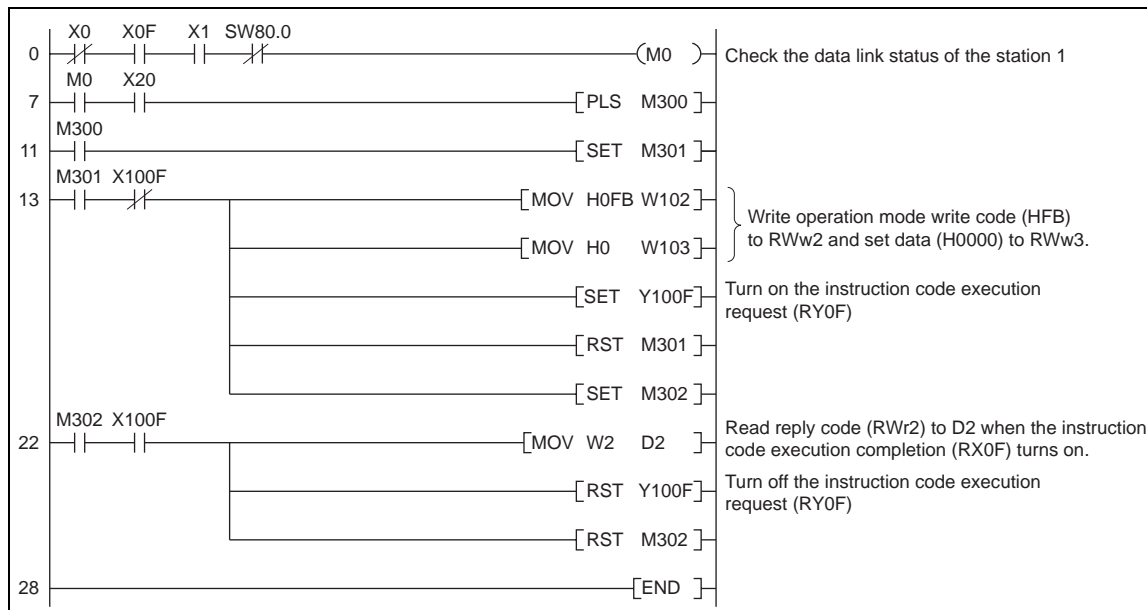 X0 X0F X1 SW80.0
0 M0 Check the data link status of the station 1
M0 X20
7 PLS M300
M300
11 SET M301
M301 X100F
13 MOV H0FB W102
Write operation mode write code (HFB)
to RWw2 and set data (H0000) to RWw3.
MOV H0 W103
SET Y100F
Turn on the instruction code execution
request (RY0F)
RST M301
SET M302
M302 X100F
22 MOV W2 D2
Read reply code (RWr2) to D2 when the instruction
code execution completion (RX0F) turns on.
RST Y100F
Turn off the instruction code execution
request (RY0F)
RST M302
28 END